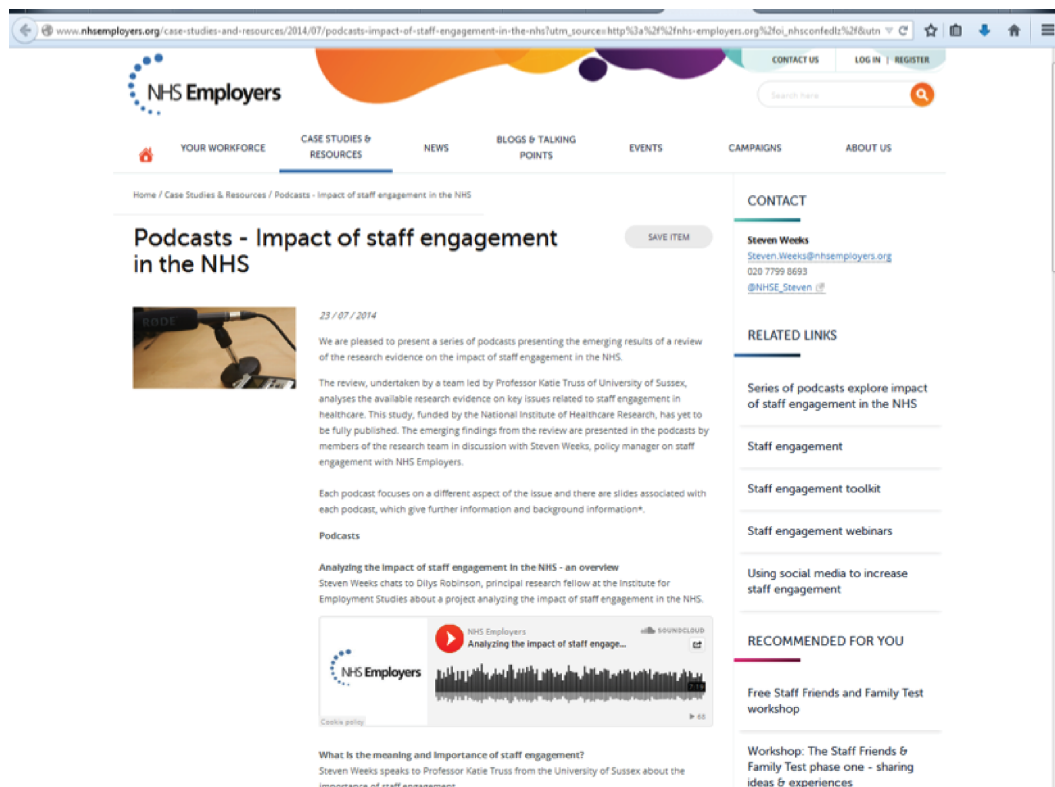 www.nhsemployers.org/case-studies-and-resources/2014/07/podcasts-impact-of-staff-engagement-in-the-nhs?utm_source=http%3a%2f%2fnhs-employers.org%2foi_nhsconfedlz%2f&utn
CONTACT US LOG IN | REGISTER
NHS Employers
Search here
YOUR WORKFORCE
CASE STUDIES &
RESOURCES
NEWS
BLOGS & TALKING
POINTS
EVENTS
CAMPAIGNS
ABOUT US
Home / Case Studies & Resources / Podcasts - Impact of staff engagement in the NHS
Podcasts - Impact of staff engagement
in the NHS
SAVE ITEM
RODE
23 / 07 / 2014
We are pleased to present a series of podcasts presenting the emerging results of a review
of the research evidence on the impact of staff engagement in the NHS.
The review, undertaken by a team led by Professor Katie Truss of University of Sussex,
analyses the available research evidence on key issues related to staff engagement in
healthcare. This study, funded by the National Institute of Healthcare Research, has yet to
be fully published. The emerging findings from the review are presented in the podcasts by
members of the research team in discussion with Steven Weeks, policy manager on staff
engagement with NHS Employers.
Each podcast focuses on a different aspect of the issue and there are slides associated with
each podcast, which give further information and background information*.
Podcasts
Analyzing the impact of staff engagement in the NHS - an overview
Steven Weeks chats to Dilys Robinson, principal research fellow at the Institute for
Employment Studies about a project analyzing the impact of staff engagement in the NHS.
NHS Employers
NHS Employers
SOUNDCLOUD
Analyzing the impact of staff engage...
7:19
Cookie policy
68
What is the meaning and importance of staff engagement?
Steven Weeks speaks to Professor Katie Truss from the University of Sussex about the
importance of staff engagement
CONTACT
Steven Weeks
Steven.Weeks@nhsemployers.org
020 7799 8693
@NHSE_Steven
RELATED LINKS
Series of podcasts explore impact
of staff engagement in the NHS
Staff engagement
Staff engagement toolkit
Staff engagement webinars
Using social media to increase
staff engagement
RECOMMENDED FOR YOU
Free Staff Friends and Family Test
workshop
Workshop: The Staff Friends &
Family Test phase one – sharing
ideas & experiences